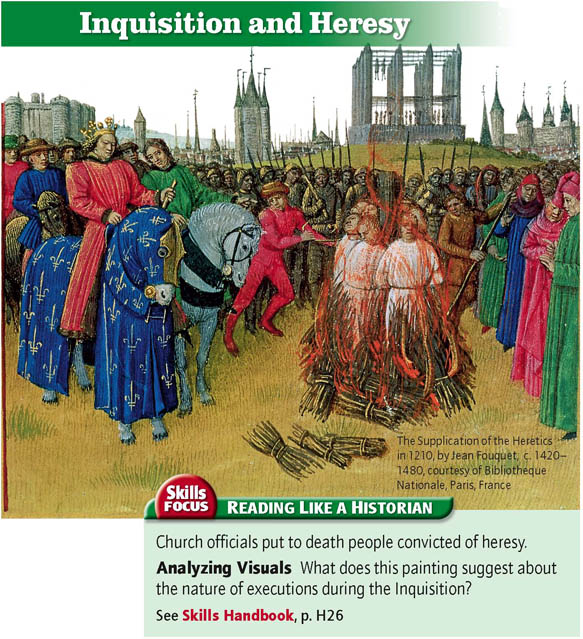 Inquisition and Heresy
The Supplication of the Heretics
in 1210, by Jean Fouquet, c. 1420–
1480, courtesy of Bibliotheque
Nationale, Paris, France
Skills
FOCUS
READING LIKE A HISTORIAN
Church officials put to death people convicted of heresy.
Analyzing Visuals What does this painting suggest about
the nature of executions during the Inquisition?
See Skills Handbook, p. H26